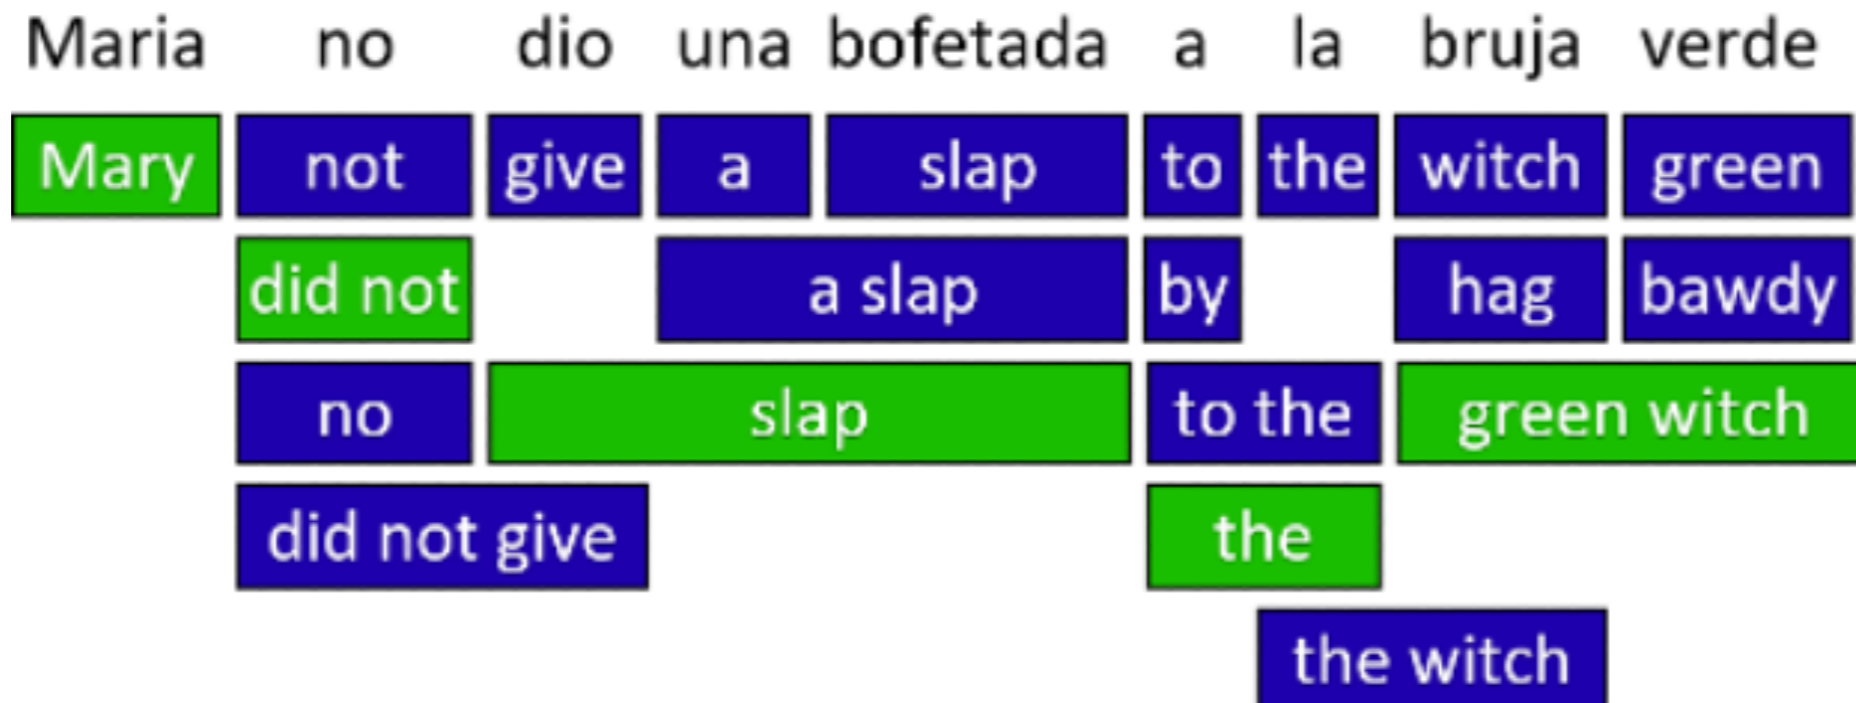 Maria no dio una bofetada a la bruja verde
Mary not give a slap to the witch green
did not a slap by hag bawdy
no slap to the green witch
did not give the
the witch